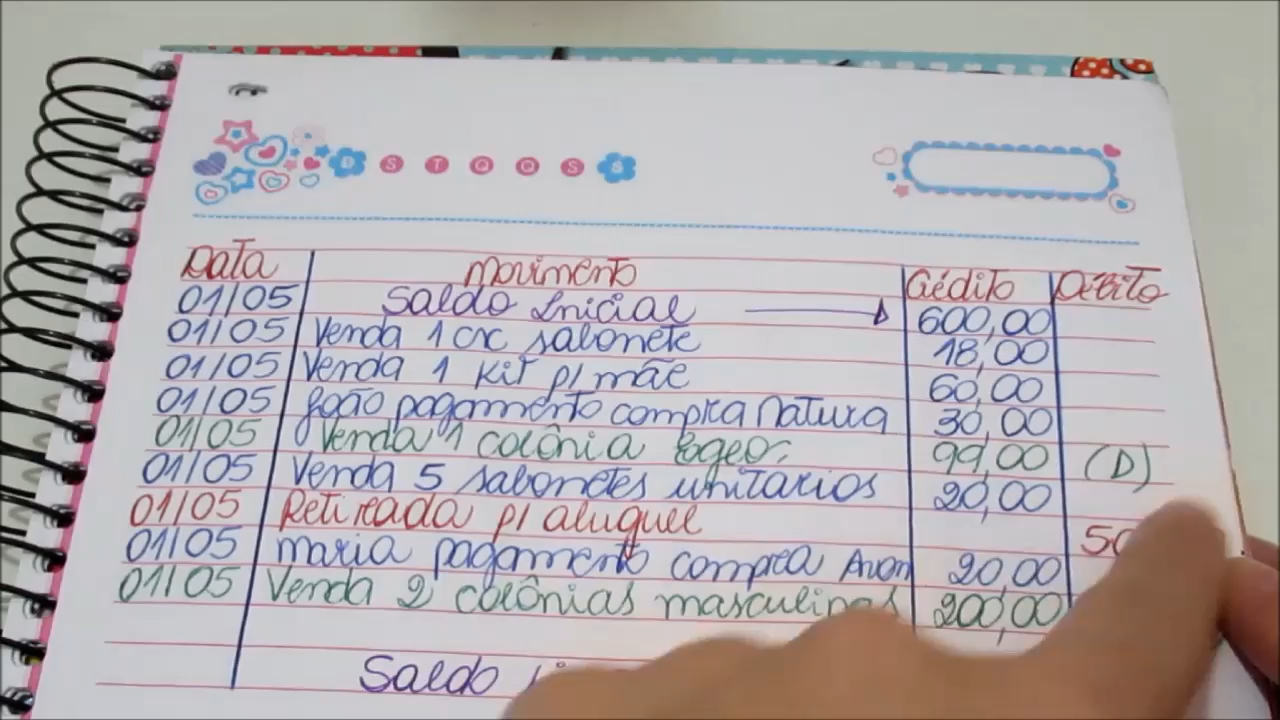 D S T Q Q S S
Data Movimento Crédito Débito
01/05 Saldo Inicial 600,00
01/05 Venda 1 cx sabonete 18,00
01/05 Venda 1 Kit p/ mãe 60,00
01/05 João pagamento compra Natura 30,00
01/05 Venda 1 colônia 99,00 (D)
01/05 Venda 5 sabonetes unitarios 20,00
01/05 Retirada p/ aluguel
01/05 maria pagamento compra Avon 20,00
01/05 Venda 2 colônias masculinas 200,00
Saldo